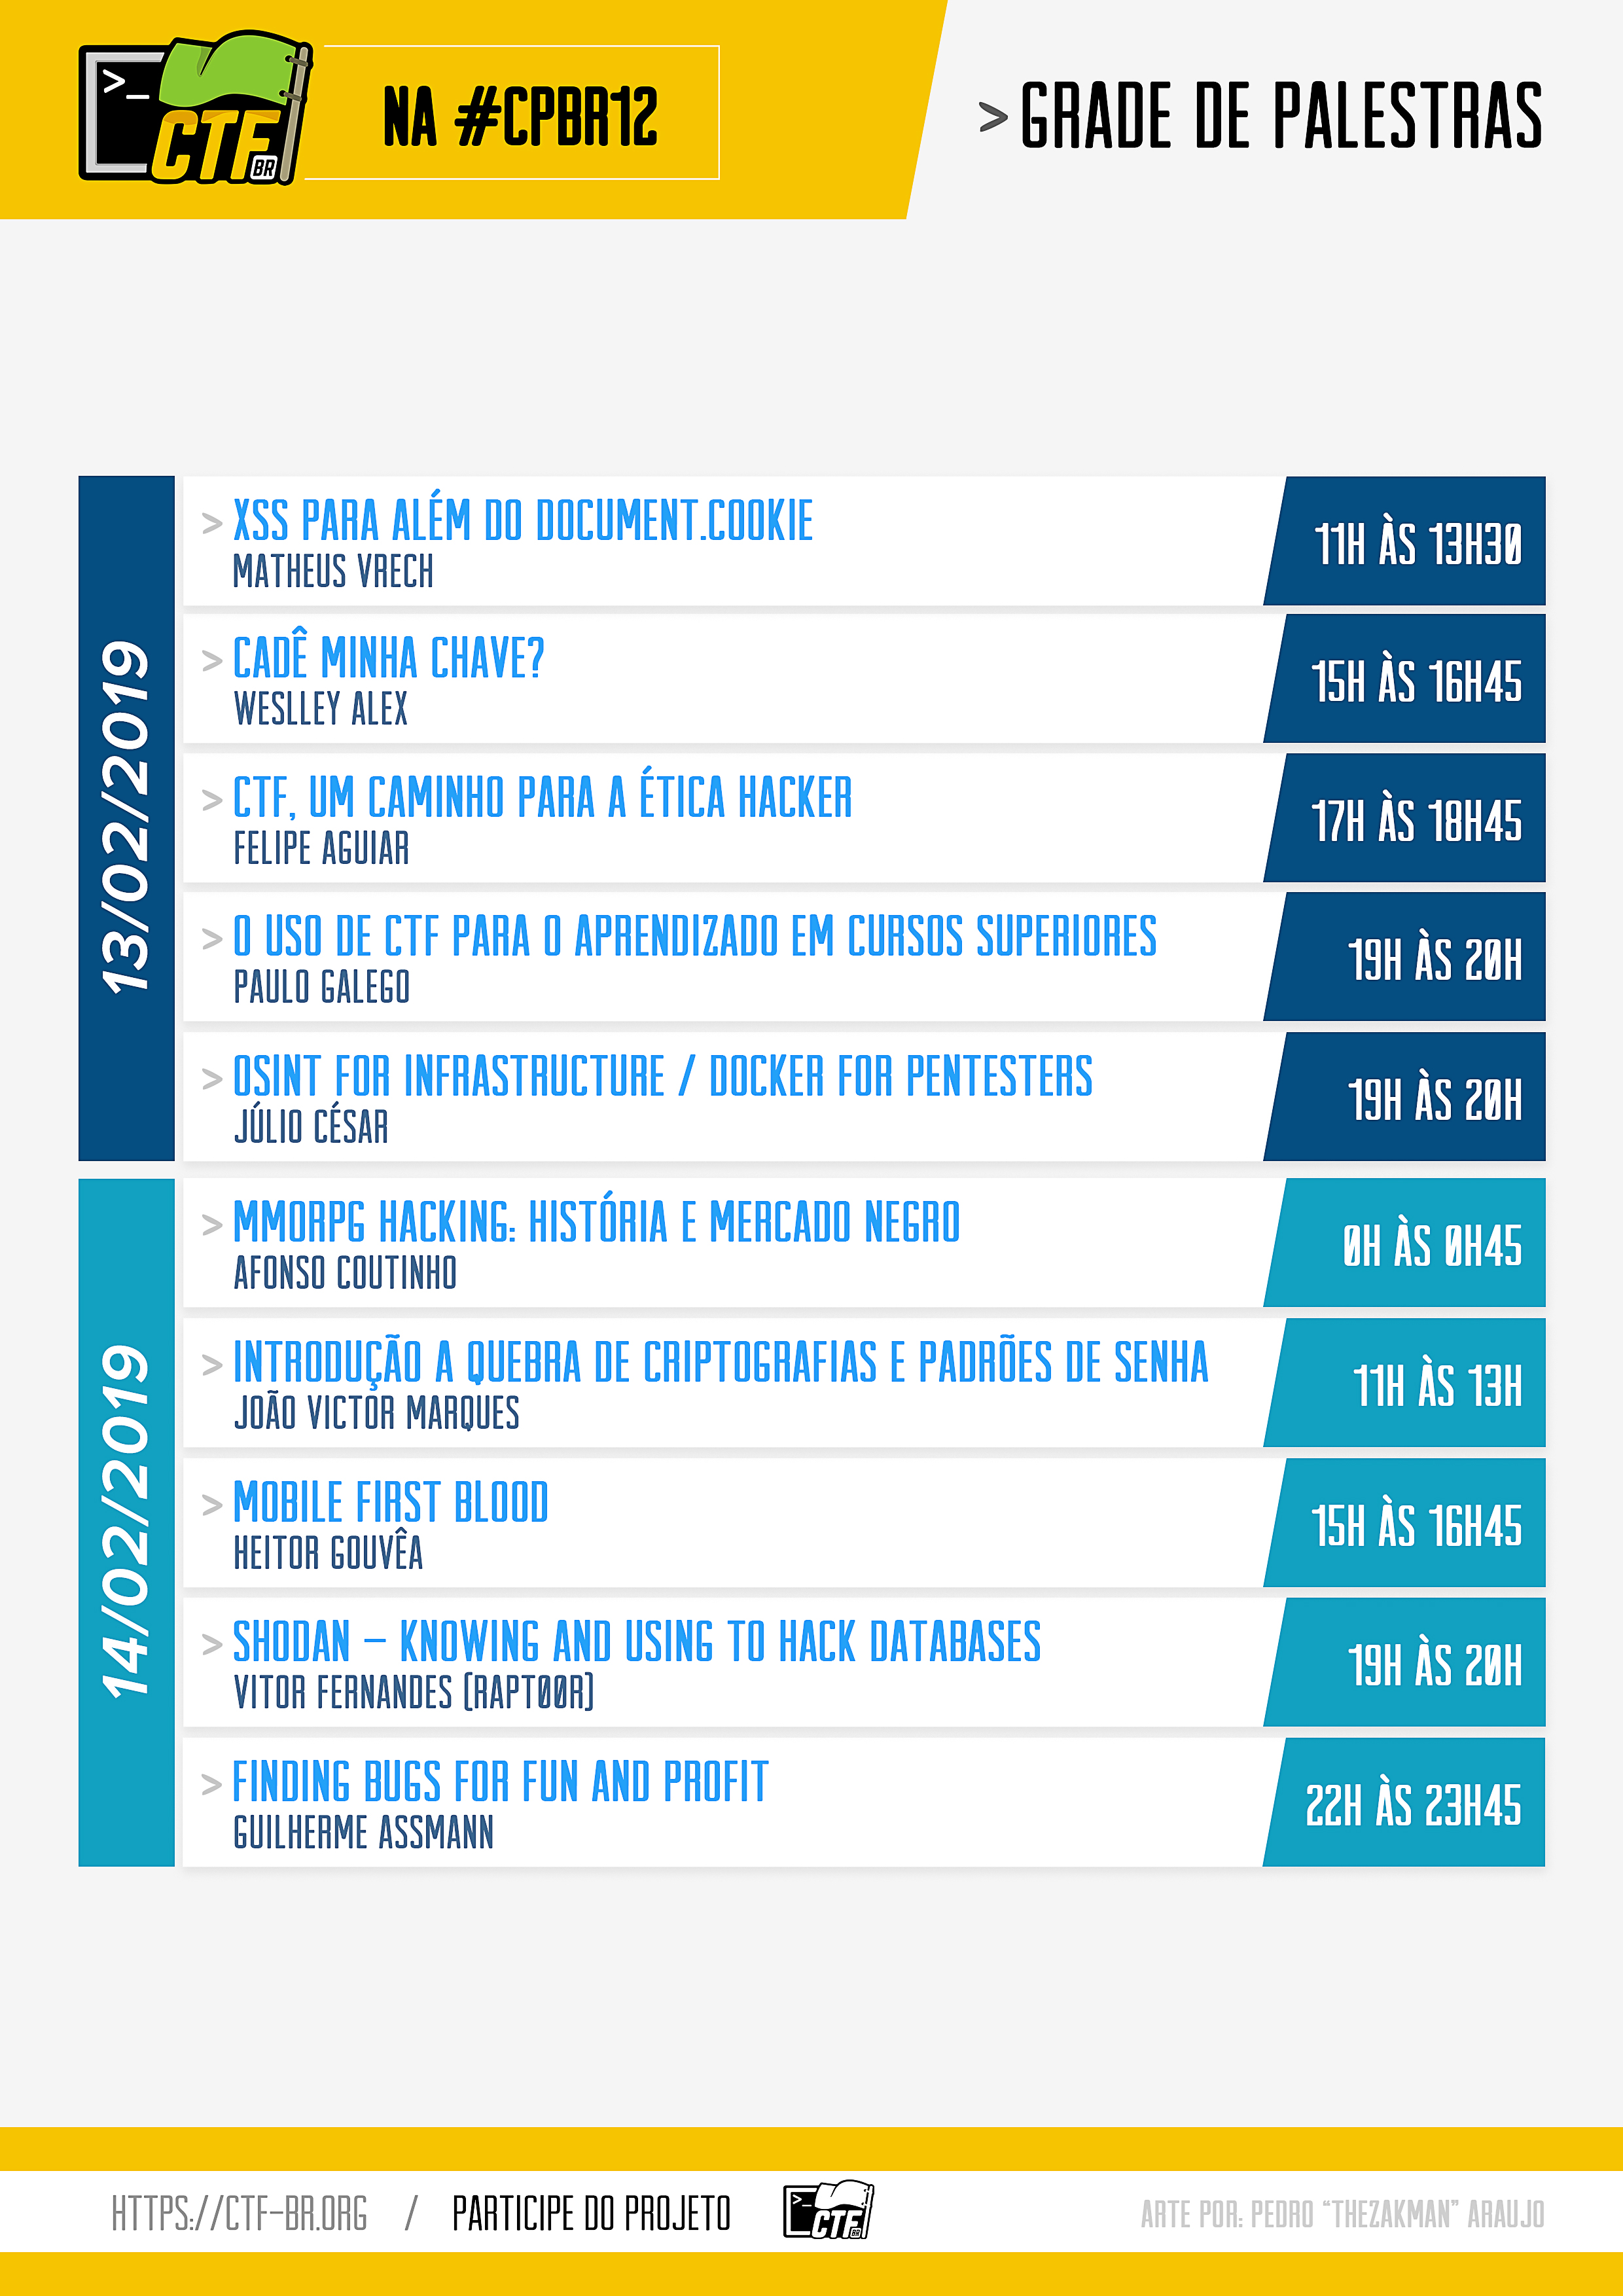 >_
CTF
BR
NA #CPBR12
> GRADE DE PALESTRAS
13/02/2019
> XSS PARA ALÉM DO DOCUMENT.COOKIE
MATHEUS VRECH
11H ÀS 13H30
> CADÊ MINHA CHAVE?
WESLLEY ALEX
15H ÀS 16H45
> CTF, UM CAMINHO PARA A ÉTICA HACKER
FELIPE AGUIAR
17H ÀS 18H45
> O USO DE CTF PARA O APRENDIZADO EM CURSOS SUPERIORES
PAULO GALEGO
19H ÀS 20H
> OSINT FOR INFRASTRUCTURE / DOCKER FOR PENTESTERS
JÚLIO CÉSAR
19H ÀS 20H
14/02/2019
> MMORPG HACKING: HISTÓRIA E MERCADO NEGRO
AFONSO COUTINHO
0H ÀS 0H45
> INTRODUÇÃO A QUEBRA DE CRIPTOGRAFIAS E PADRÕES DE SENHA
JOÃO VICTOR MARQUES
11H ÀS 13H
> MOBILE FIRST BLOOD
HEITOR GOUVÊA
15H ÀS 16H45
> SHODAN – KNOWING AND USING TO HACK DATABASES
VITOR FERNANDES (RAPT00R)
19H ÀS 20H
> FINDING BUGS FOR FUN AND PROFIT
GUILHERME ASSMANN
22H ÀS 23H45
HTTPS://CTF-BR.ORG / PARTICIPE DO PROJETO
>_
CTF
BR
ARTE POR: PEDRO “THEZAKMAN” ARAUJO